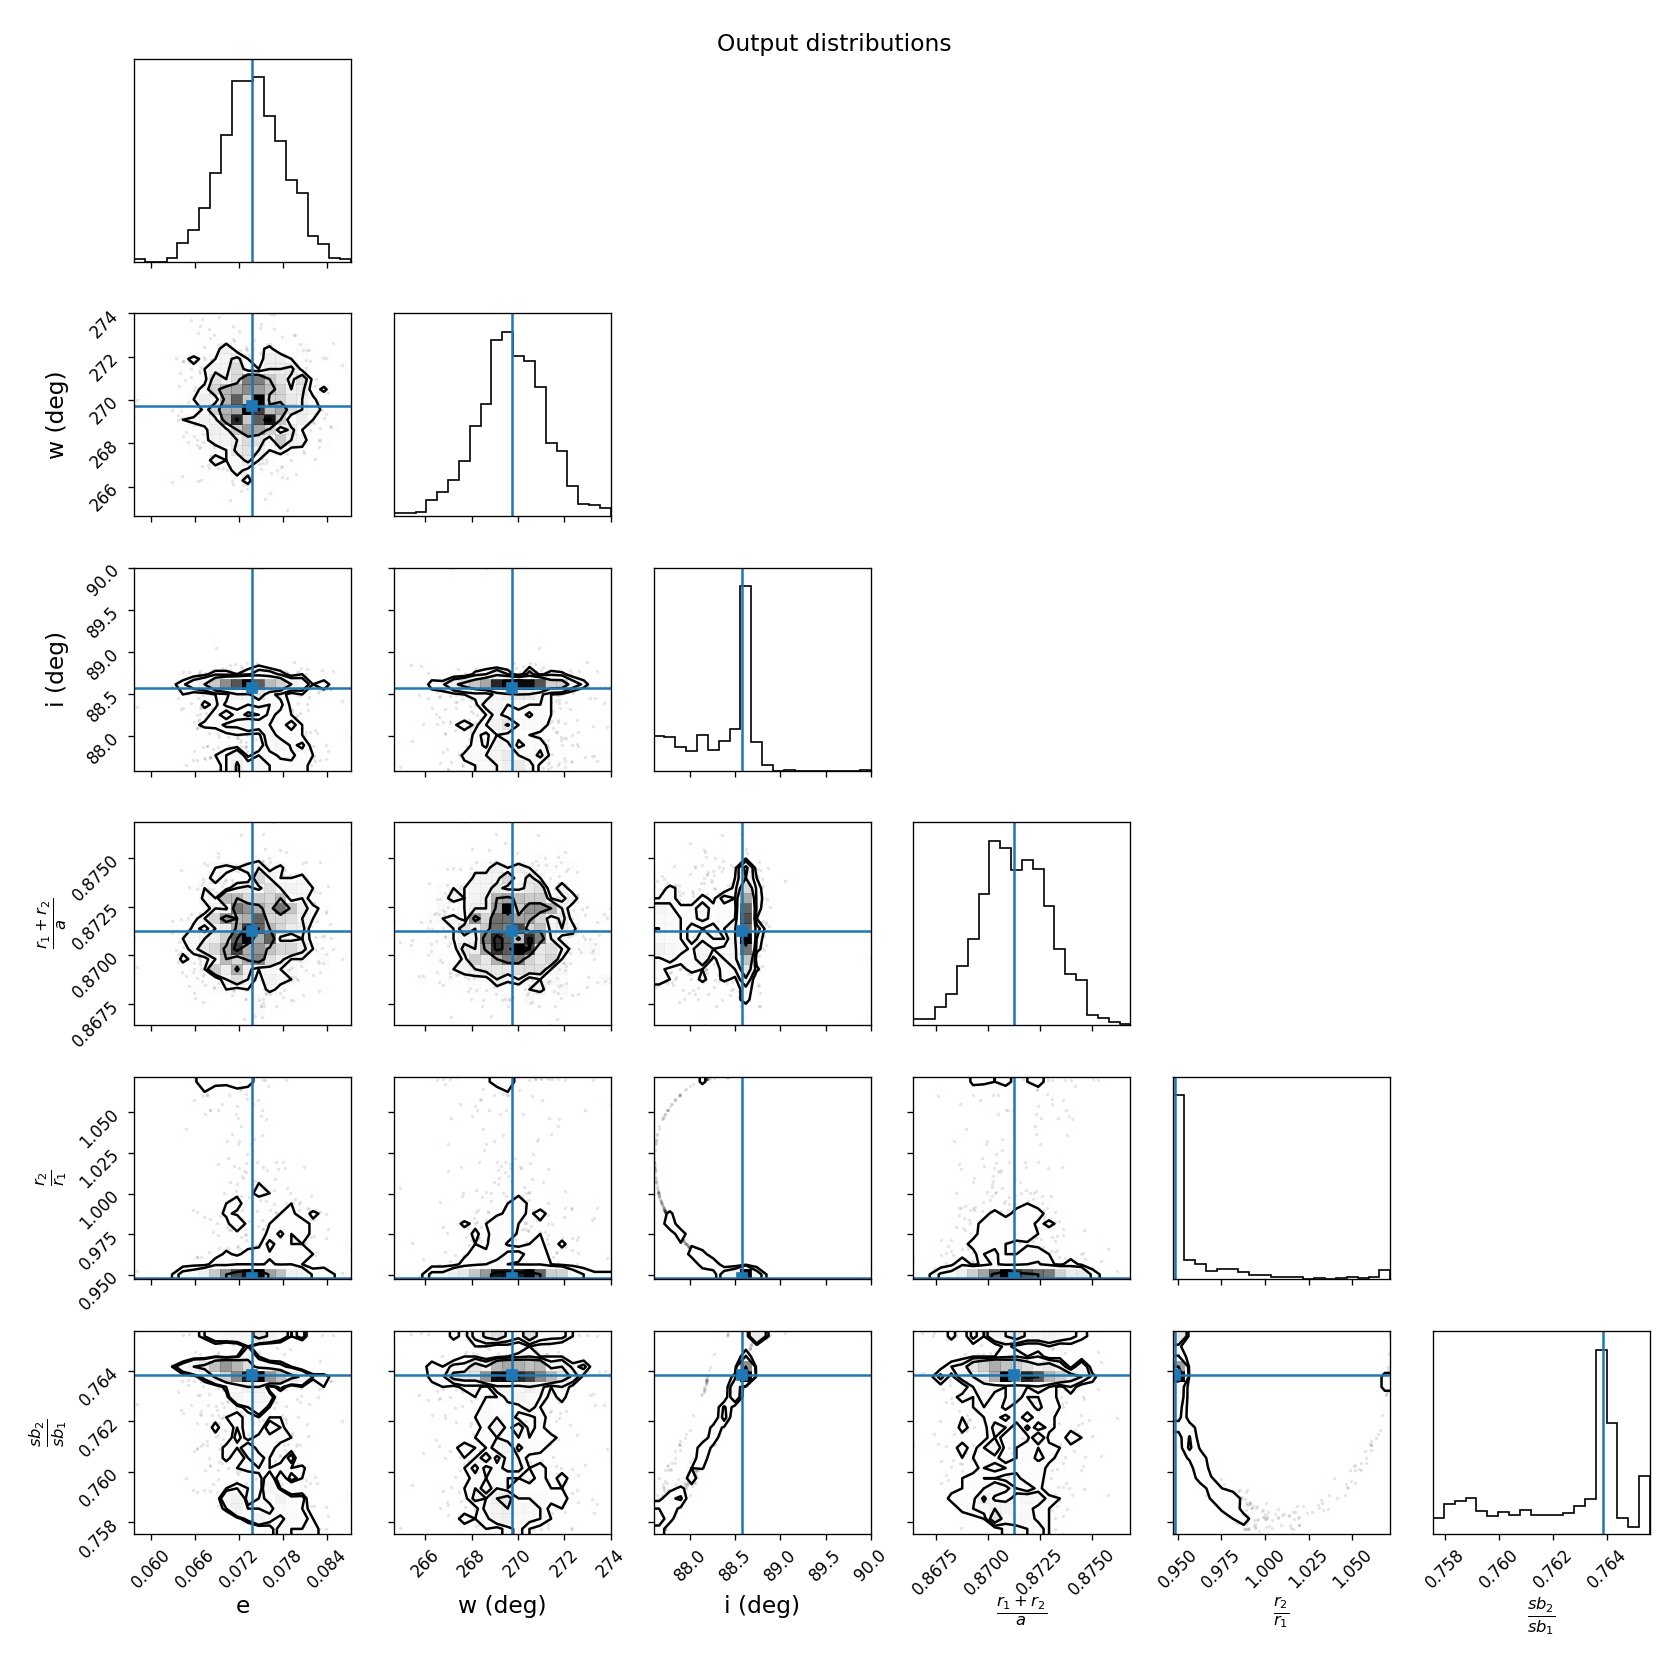 Output distributions
w (deg)
274
272
270
268
266
i (deg)
90.0
89.5
89.0
88.5
88.0
r₁ + r₂
a
0.8750
0.8725
0.8700
0.8675
r₂
r₁
1.050
1.025
1.000
0.975
0.950
sb₂
sb₁
0.764
0.762
0.760
0.758
0.060 0.066 0.072 0.078 0.084
266 268 270 272 274
88.0 88.5 89.0 89.5 90.0
0.8675 0.8700 0.8725 0.8750
0.950 0.975 1.000 1.025 1.050
0.758 0.760 0.762 0.764
e
w (deg)
i (deg)
r₁ + r₂
a
r₂
r₁
sb₂
sb₁